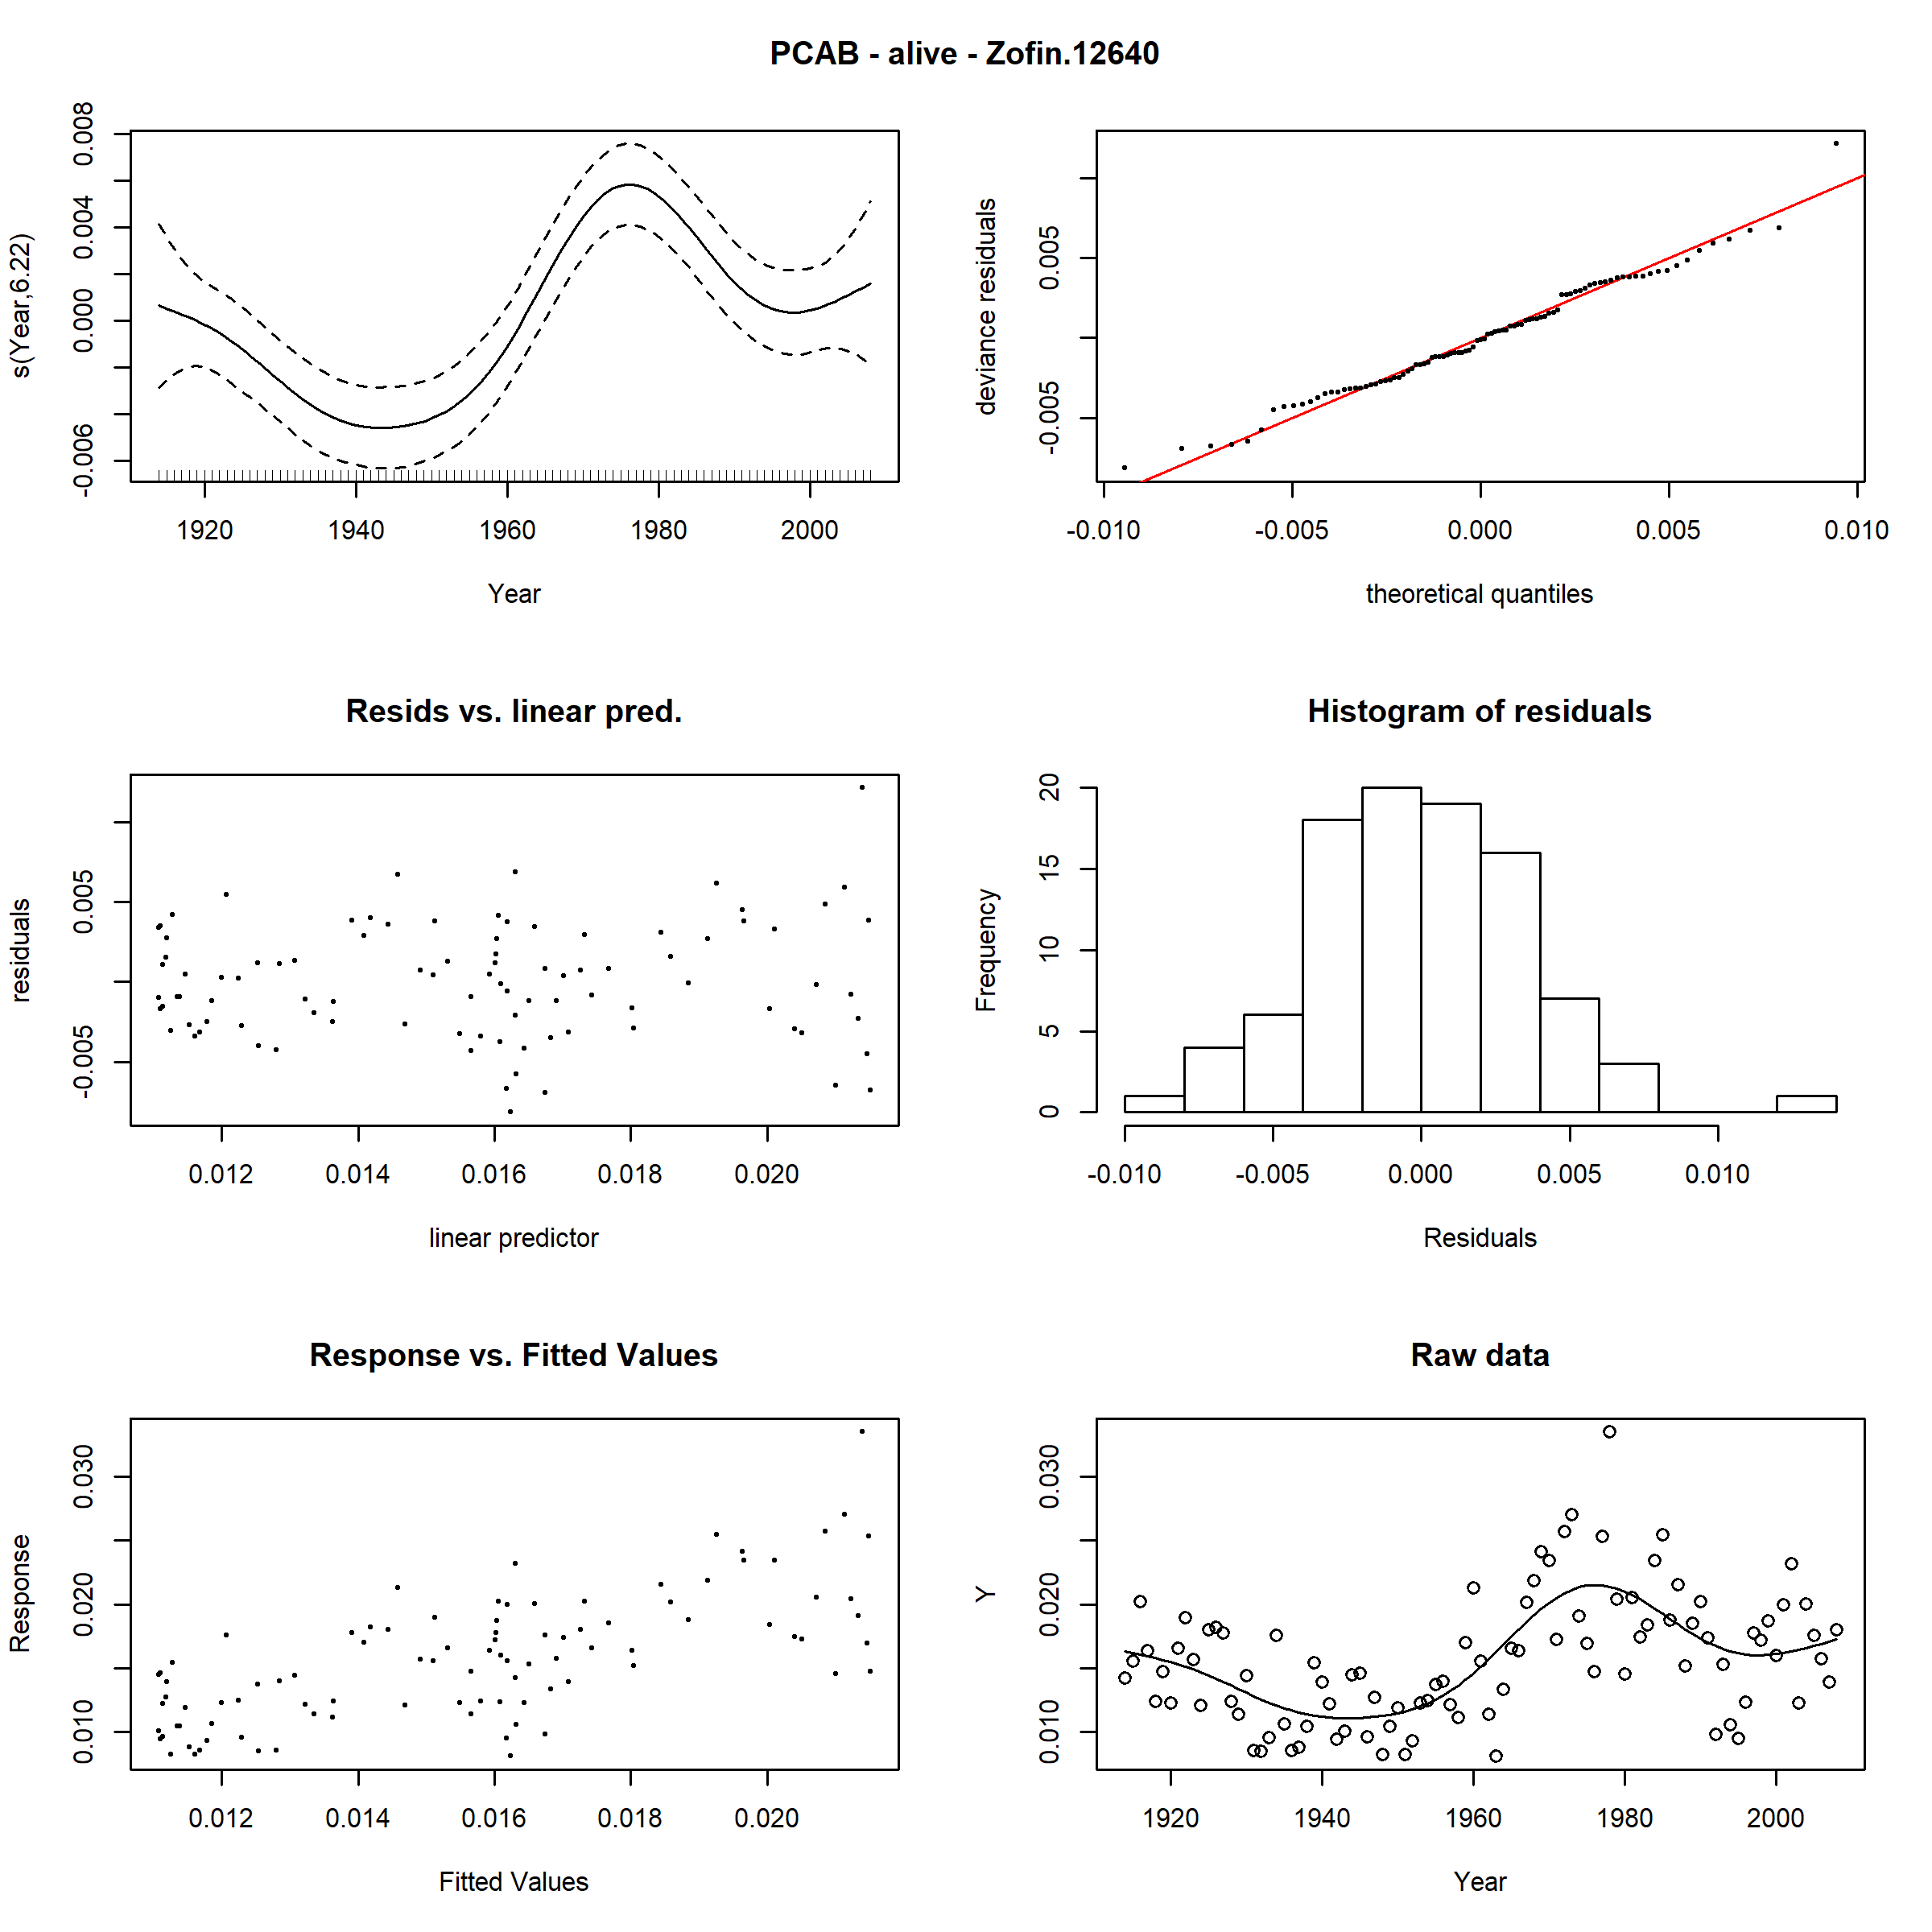 PCAB - alive - Zofin.12640
s(Year,6.22)
0.008
0.004
0.000
-0.006
1920 1940 1960 1980 2000
Year
deviance residuals
0.005
-0.005
-0.010 -0.005 0.000 0.005 0.010
theoretical quantiles
Resids vs. linear pred.
residuals
0.005
-0.005
0.012 0.014 0.016 0.018 0.020
linear predictor
Histogram of residuals
Frequency
20
15
10
5
0
-0.010 -0.005 0.000 0.005 0.010
Residuals
Response vs. Fitted Values
Response
0.030
0.020
0.010
0.012 0.014 0.016 0.018 0.020
Fitted Values
Raw data
Y
0.030
0.020
0.010
1920 1940 1960 1980 2000
Year